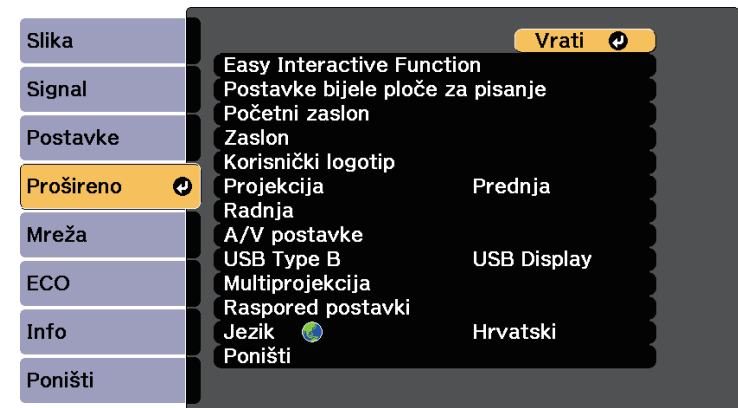 Slika
Signal
Postavke
Prošireno
Mreža
ECO
Info
Poništi
Vrati
Easy Interactive Function
Postavke bijele ploče za pisanje
Početni zaslon
Zaslon
Korisnički logotip
Projekcija Prednja
Radnja
A/V postavke
USB Type B USB Display
Multiprojekcija
Raspored postavki
Jezik Hrvatski
Poništi